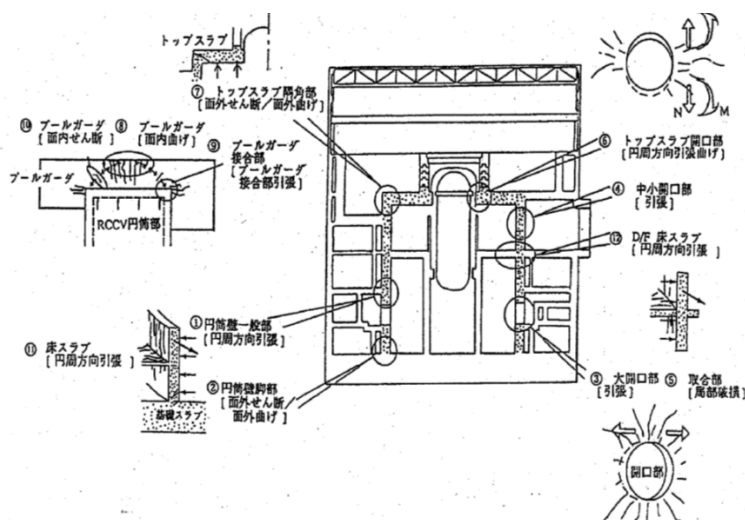 トップスラブ
⑦ トップスラブ隅角部
[面外せん断/面外曲げ]
⑩ プールガーダ
[面内せん断]
⑧ プールガーダ
[面内曲げ]
⑨ プールガーダ
接合部
[プールガーダ
接合部引張]
プールガーダ
RCCV円筒部
N
M
⑥
トップスラブ開口部
[円周方向引張曲げ]
④ 中小開口部
[引張]
⑫ D/F 床スラブ
[円周方向引張]
① 円筒壁一般部
[円周方向引張]
⑪ 床スラブ
[円周方向引張]
② 円筒壁脚部
[面外せん断/
面外曲げ]
基礎スラブ
③ 大開口部
[引張]
⑤ 取合部
[局部破損]
開口部